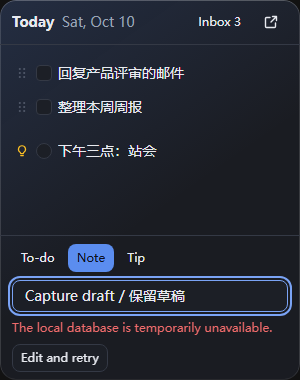 Today Sat, Oct 10 Inbox 3
回复产品评审的邮件
整理本周周报
下午三点：站会
To-do Note Tip
Capture draft / 保留草稿
The local database is temporarily unavailable.
Edit and retry